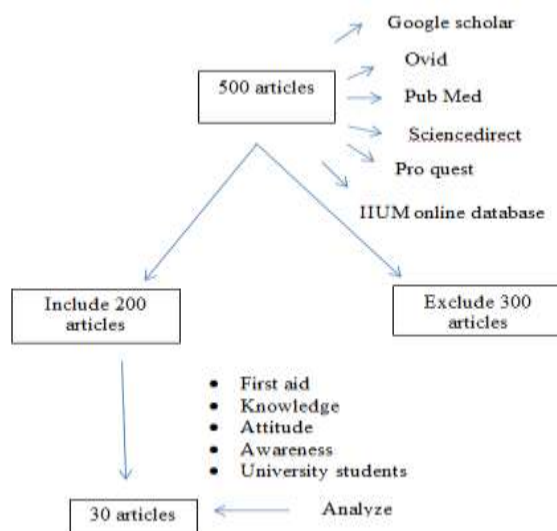 Google scholar
Ovid
500 articles
Pub Med
Sciencedirect
Pro quest
IIUM online database
Include 200
articles
Exclude 300
articles
• First aid
• Knowledge
• Attitude
• Awareness
• University students
30 articles
Analyze